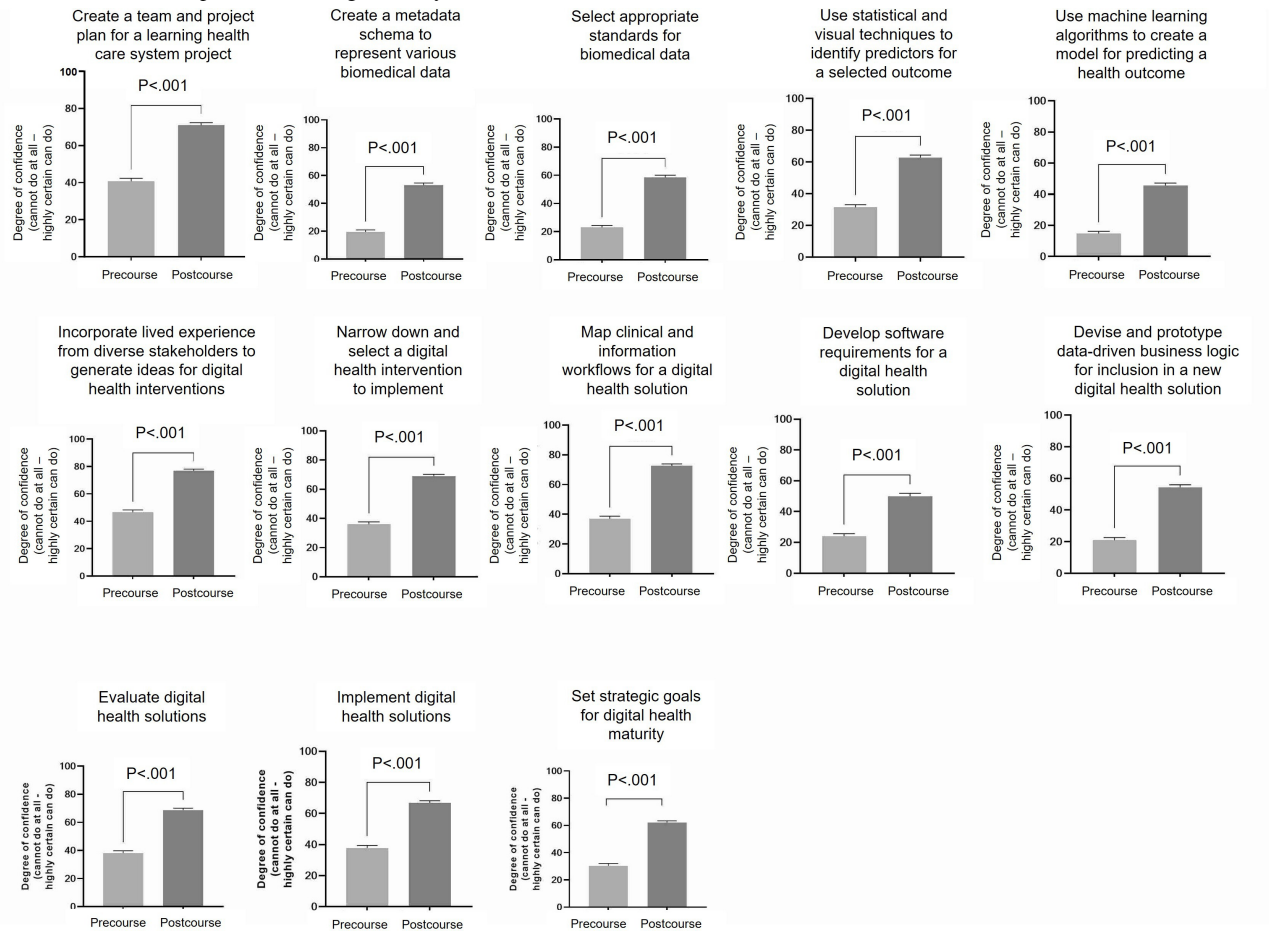 Create a team and project
plan for a learning health
care system project
100
80
60
40
20
0
Degree of confidence
(cannot do at all –
highly certain can do)
P<.001
Precourse Postcourse
Create a metadata
schema to
represent various
biomedical data
100
80
60
40
20
0
Degree of confidence
(cannot do at all –
highly certain can do)
P<.001
Precourse Postcourse
Select appropriate
standards for
biomedical data
100
80
60
40
20
0
Degree of confidence
(cannot do at all –
highly certain can do)
P<.001
Precourse Postcourse
Use statistical and
visual techniques to
identify predictors for
a selected outcome
100
80
60
40
20
0
Degree of confidence
(cannot do at all –
highly certain can do)
P<.001
Precourse Postcourse
Use machine learning
algorithms to create a
model for predicting a
health outcome
100
80
60
40
20
0
Degree of confidence
(cannot do at all –
highly certain can do)
P<.001
Precourse Postcourse
Incorporate lived experience
from diverse stakeholders to
generate ideas for digital
health interventions
100
80
60
40
20
0
Degree of confidence
(cannot do at all –
highly certain can do)
P<.001
Precourse Postcourse
Narrow down and
select a digital
health intervention
to implement
100
80
60
40
20
0
Degree of confidence
(cannot do at all –
highly certain can do)
P<.001
Precourse Postcourse
Map clinical and
information
workflows for a digital
health solution
100
80
60
40
20
0
Degree of confidence
(cannot do at all –
highly certain can do)
P<.001
Precourse Postcourse
Develop software
requirements for a
digital health
solution
100
80
60
40
20
0
Degree of confidence
(cannot do at all –
highly certain can do)
P<.001
Precourse Postcourse
Devise and prototype
data-driven business logic
for inclusion in a new
digital health solution
100
80
60
40
20
0
Degree of confidence
(cannot do at all –
highly certain can do)
P<.001
Precourse Postcourse
Evaluate digital
health solutions
100
80
60
40
20
0
Degree of confidence
(cannot do at all -
highly certain can do)
P<.001
Precourse Postcourse
Implement digital
health solutions
100
80
60
40
20
0
Degree of confidence
(cannot do at all -
highly certain can do)
P<.001
Precourse Postcourse
Set strategic goals
for digital health
maturity
100
80
60
40
20
0
Degree of confidence
(cannot do at all -
highly certain can do)
P<.001
Precourse Postcourse